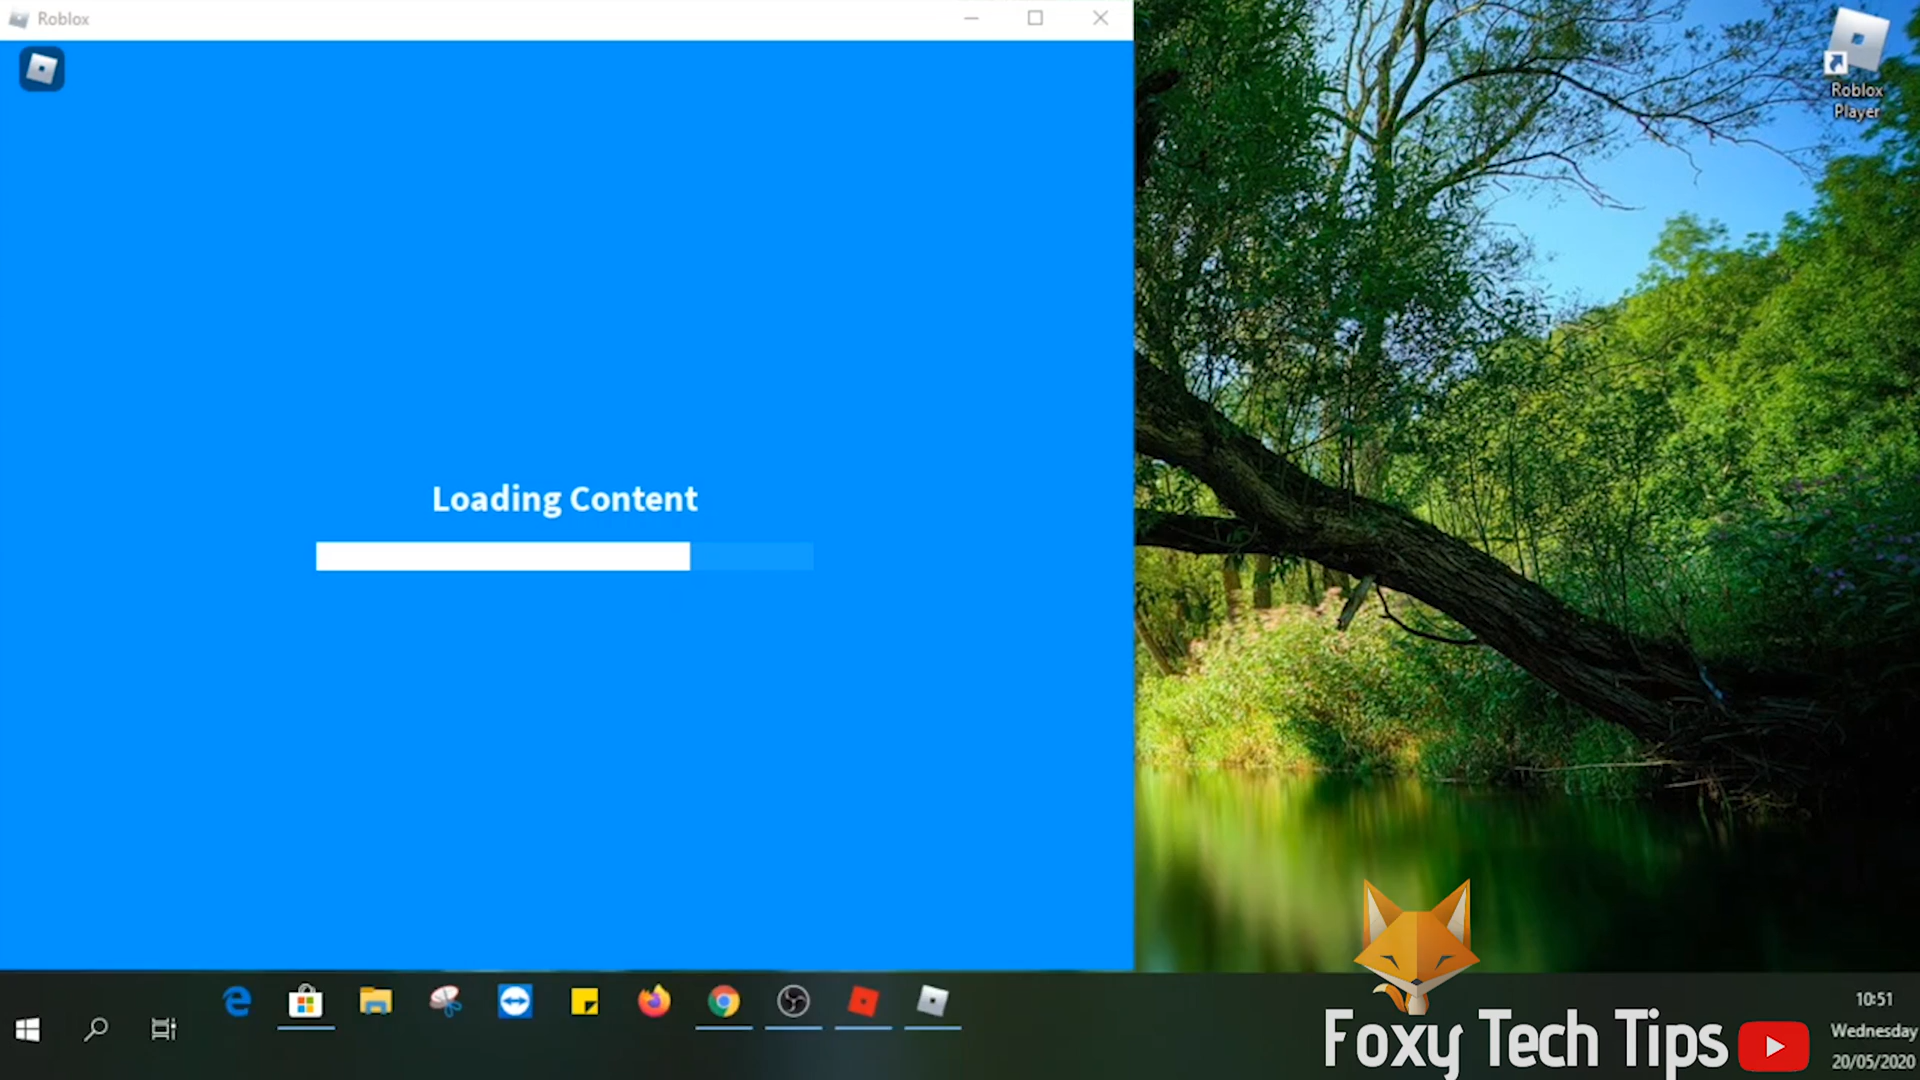 Roblox
Roblox
Player
Loading Content
10:51
Wednesday
20/05/2020
Foxy Tech Tips